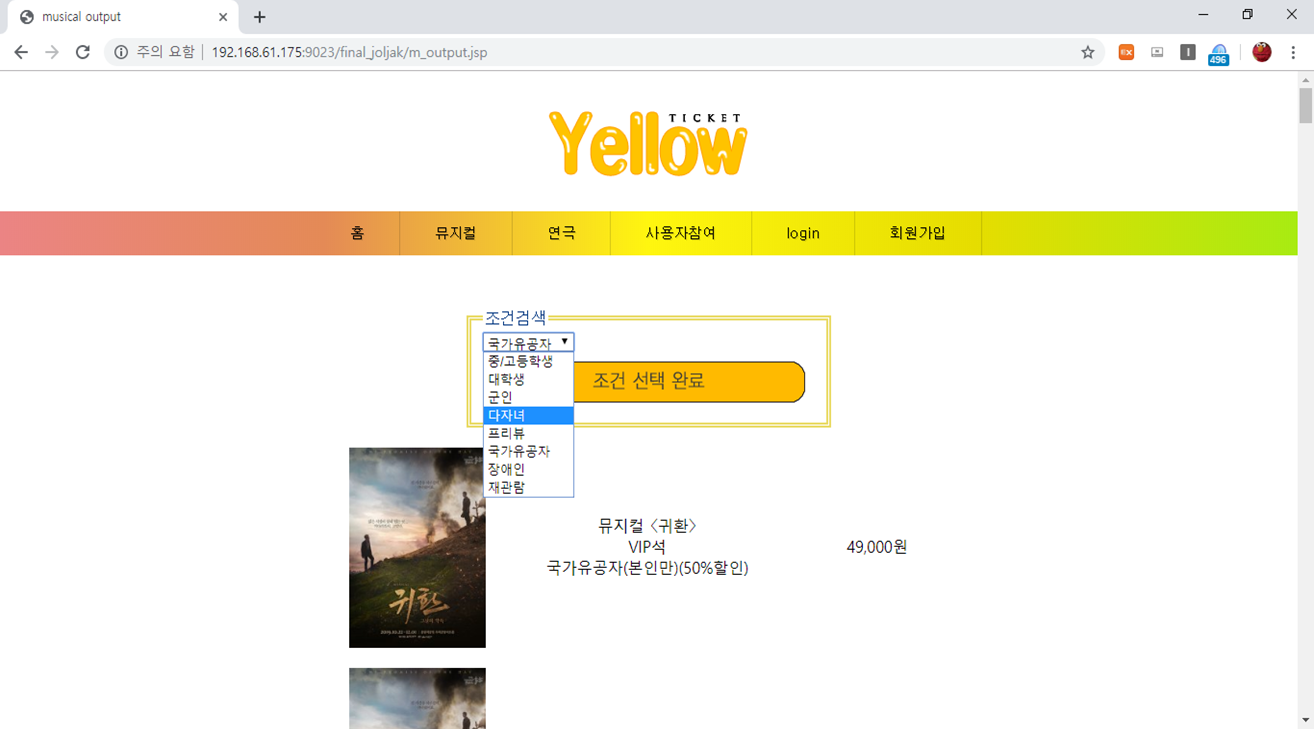 musical output
주의 요함 | 192.168.61.175:9023/final_joljak/m_output.jsp
496
TICKET
Yellow
홈 뮤지컬 연극 사용자참여 login 회원가입
조건검색
국가유공자
중/고등학생
대학생
군인
다자녀
프리뷰
국가유공자
장애인
재관람
조건 선택 완료
귀환
뮤지컬 〈귀환〉
VIP석
49,000원
국가유공자(본인만)(50%할인)